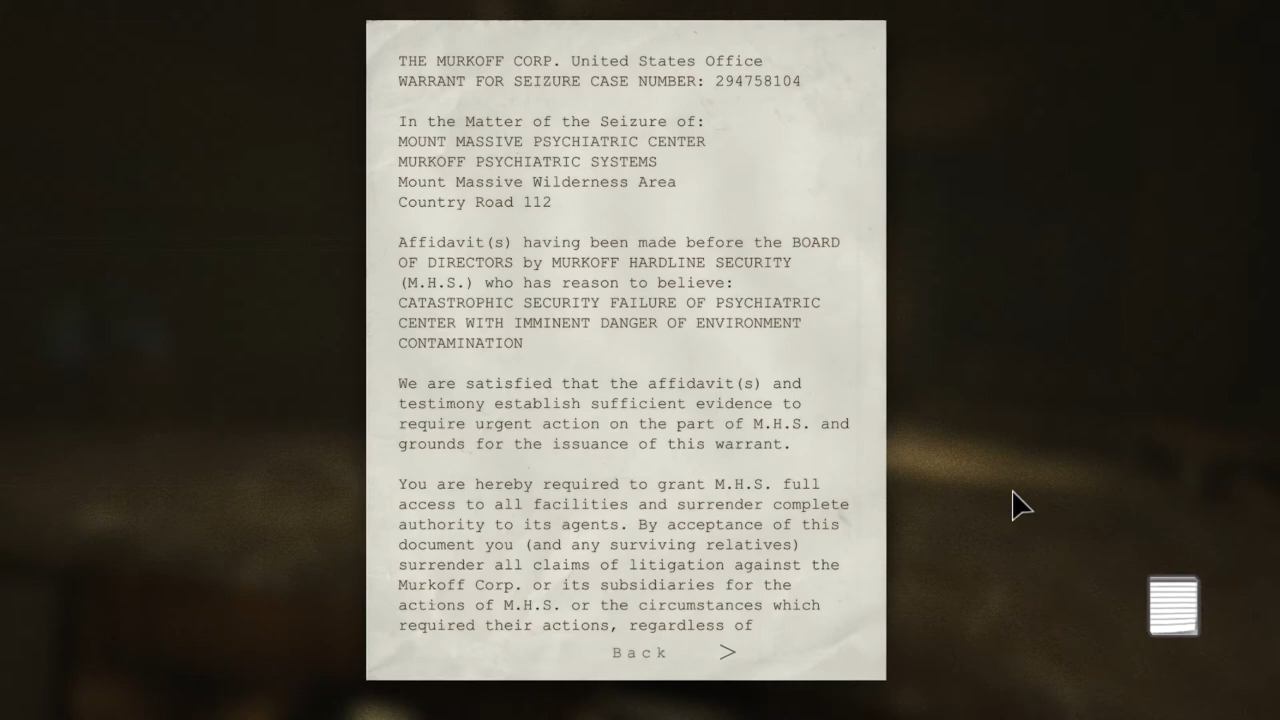 THE MURKOFF CORP. United States Office
WARRANT FOR SEIZURE CASE NUMBER: 294758104
In the Matter of the Seizure of:
MOUNT MASSIVE PSYCHIATRIC CENTER
MURKOFF PSYCHIATRIC SYSTEMS
Mount Massive Wilderness Area
Country Road 112
Affidavit(s) having been made before the BOARD
OF DIRECTORS by MURKOFF HARDLINE SECURITY
(M.H.S.) who has reason to believe:
CATASTROPHIC SECURITY FAILURE OF PSYCHIATRIC
CENTER WITH IMMINENT DANGER OF ENVIRONMENT
CONTAMINATION
We are satisfied that the affidavit(s) and
testimony establish sufficient evidence to
require urgent action on the part of M.H.S. and
grounds for the issuance of this warrant.
You are hereby required to grant M.H.S. full
access to all facilities and surrender complete
authority to its agents. By acceptance of this
document you (and any surviving relatives)
surrender all claims of litigation against the
Murkoff Corp. or its subsidiaries for the
actions of M.H.S. or the circumstances which
required their actions, regardless of
Back >